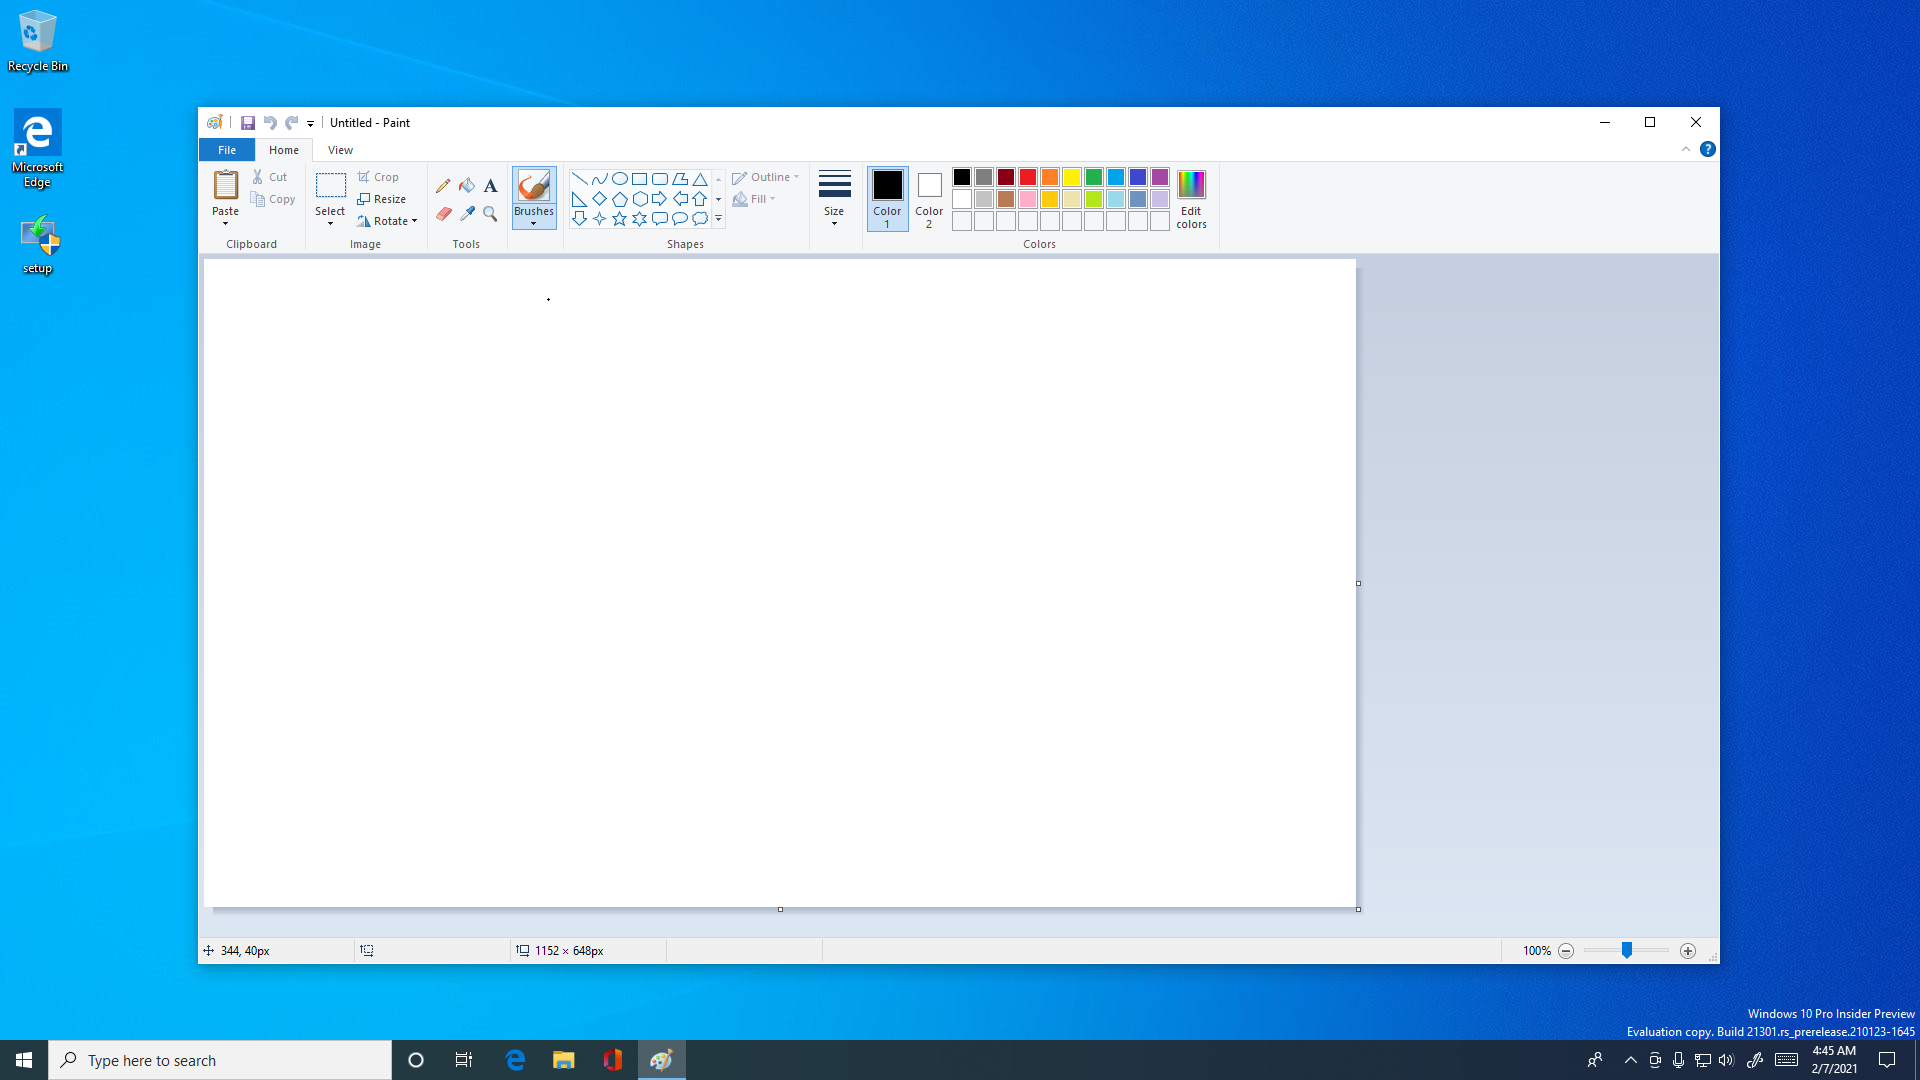 Recycle Bin
Microsoft
Edge
setup
Untitled - Paint
File
Home
View
Paste
Cut
Copy
Clipboard
Select
Crop
Resize
Rotate
Image
A
Tools
Brushes
Outline
Fill
Shapes
Size
Color
1
Color
2
Edit
colors
Colors
?
344, 40px
1152 × 648px
100%
Windows 10 Pro Insider Preview
Evaluation copy. Build 21301.rs_prerelease.210123-1645
Type here to search
4:45 AM
2/7/2021